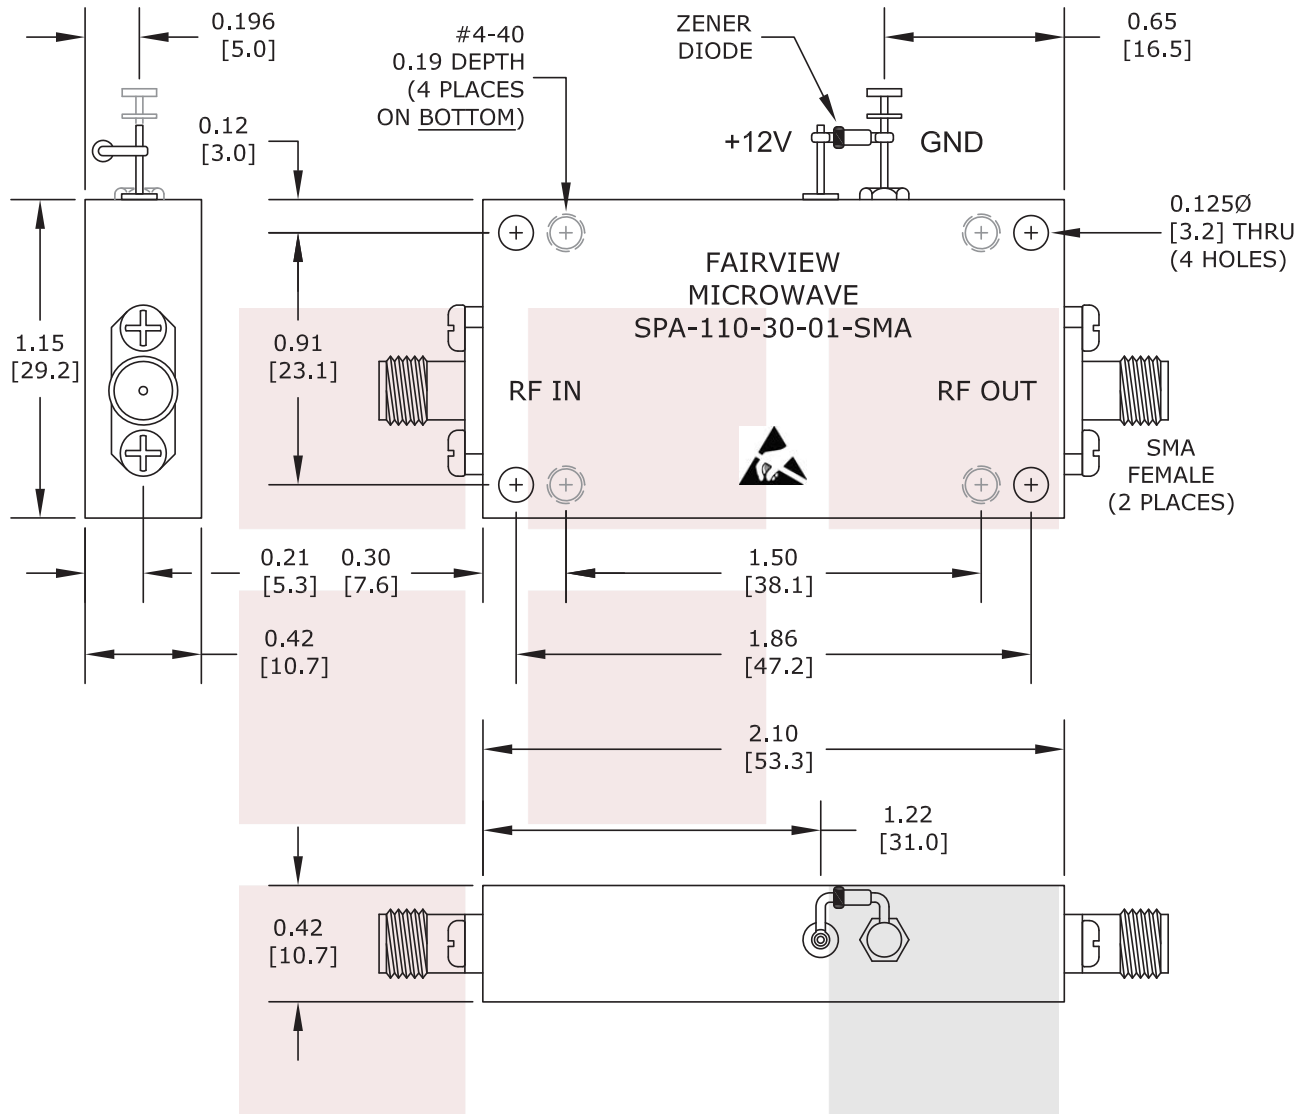 0.196
[5.0]
#4-40
0.19 DEPTH
(4 PLACES
ON BOTTOM)
ZENER
DIODE
0.65
[16.5]
0.12
[3.0]
+12V
GND
0.125Ø
[3.2] THRU
(4 HOLES)
FAIRVIEW
MICROWAVE
SPA-110-30-01-SMA
1.15
[29.2]
0.91
[23.1]
RF IN
RF OUT
SMA
FEMALE
(2 PLACES)
0.21
[5.3]
0.30
[7.6]
1.50
[38.1]
0.42
[10.7]
1.86
[47.2]
2.10
[53.3]
1.22
[31.0]
0.42
[10.7]